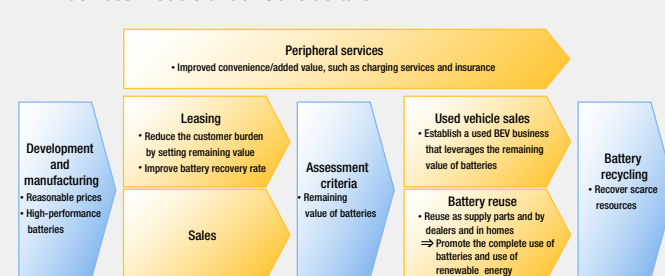 Peripheral services
• Improved convenience/added value, such as charging services and insurance
Development
and
manufacturing
• Reasonable prices
• High-performance
batteries
Leasing
• Reduce the customer burden
by setting remaining value
• Improve battery recovery rate
Sales
Assessment
criteria
• Remaining
value of batteries
Used vehicle sales
• Establish a used BEV business
that leverages the remaining
value of batteries
Battery reuse
• Reuse as supply parts and by
dealers and in homes
⇒ Promote the complete use of
batteries and use of
renewable energy
Battery
recycling
• Recover scarce
resources